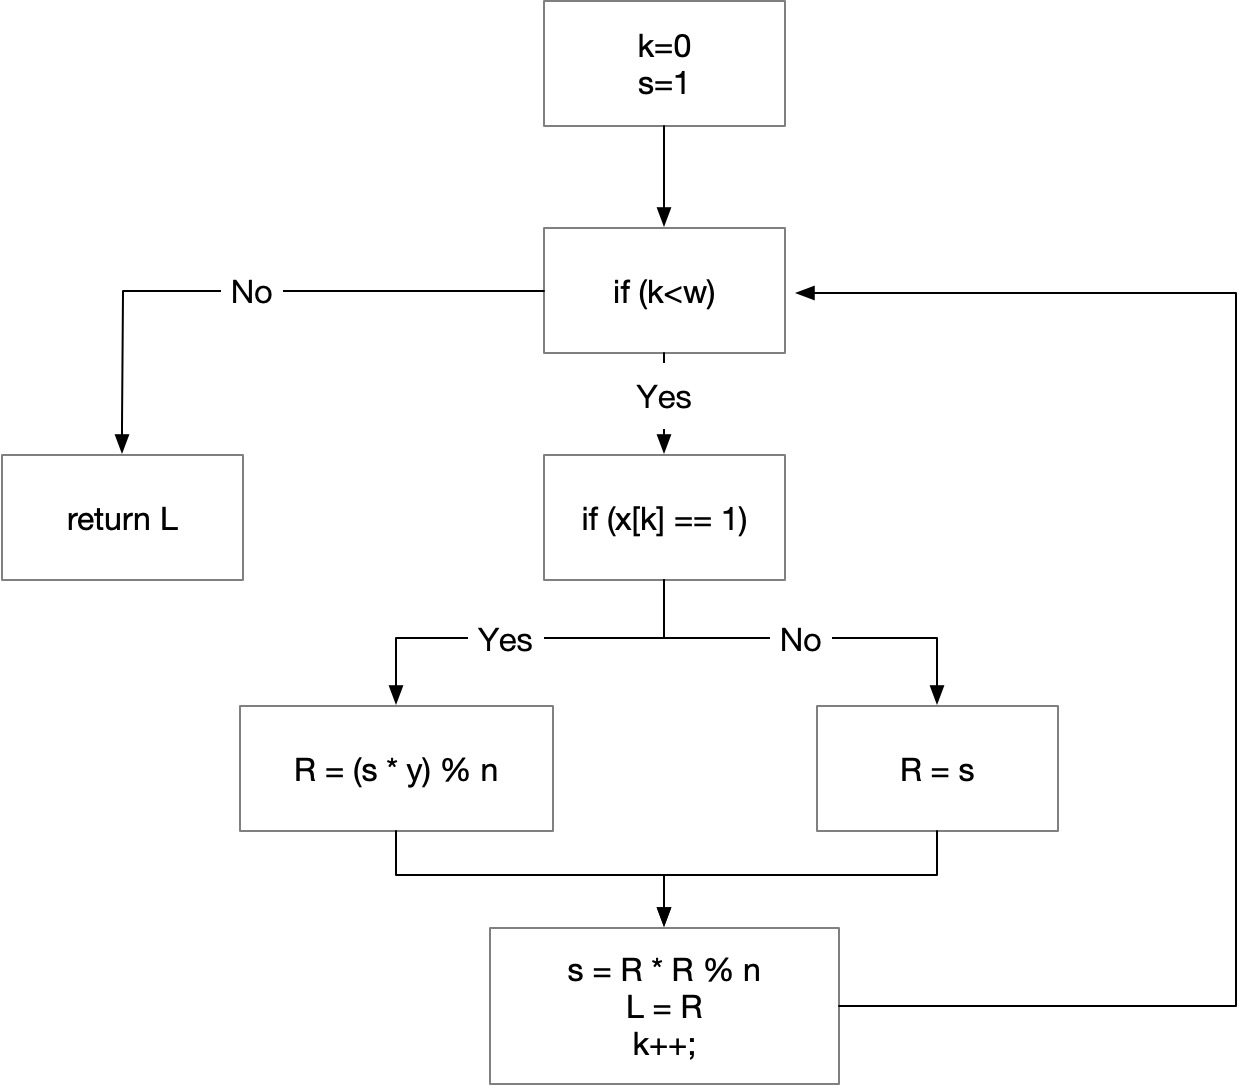 k=0
s=1
No
if (k<w)
Yes
return L
if (x[k] == 1)
Yes
No
R = (s * y) % n
R = s
s = R * R % n
L = R
k++;